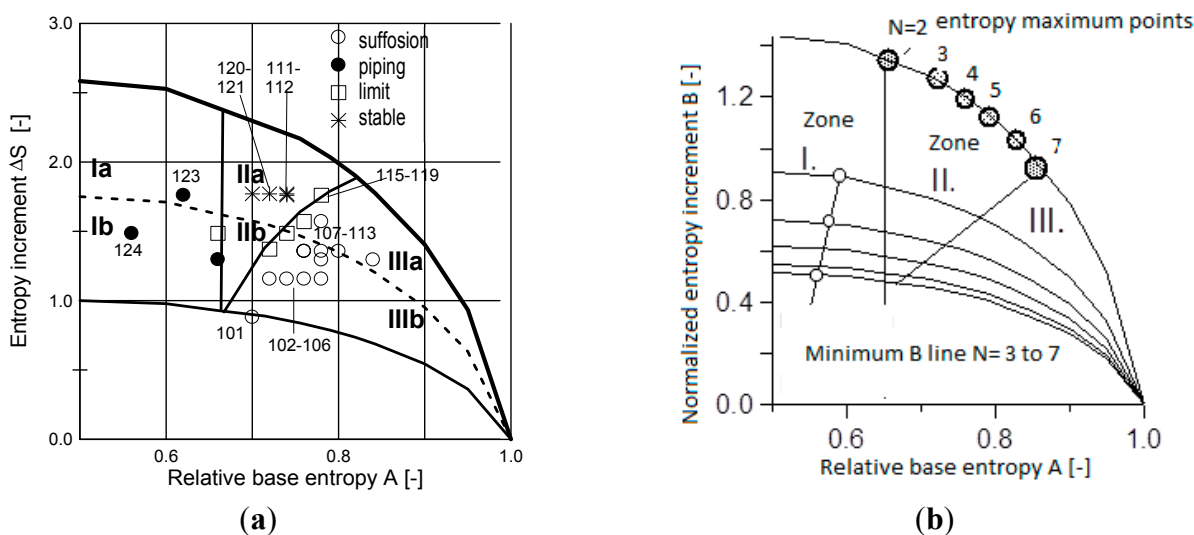 3.0
2.0
1.0
0.0
Entropy increment ΔS [-]
0.6
0.8
1.0
Relative base entropy A [-]
suffosion
piping
limit
stable
120-
121
111-
112
Ia
123
IIa
115-119
Ib
124
IIb
107-113
IIIa
IIIb
101
102-106
(a)
N=2 entropy maximum points
3
4
5
6
7
1.2
0.8
0.4
0.0
Normalized entropy increment B [-]
Zone
I.
Zone
II.
III.
Minimum B line N= 3 to 7
0.6
0.8
1.0
Relative base entropy A [-]
(b)